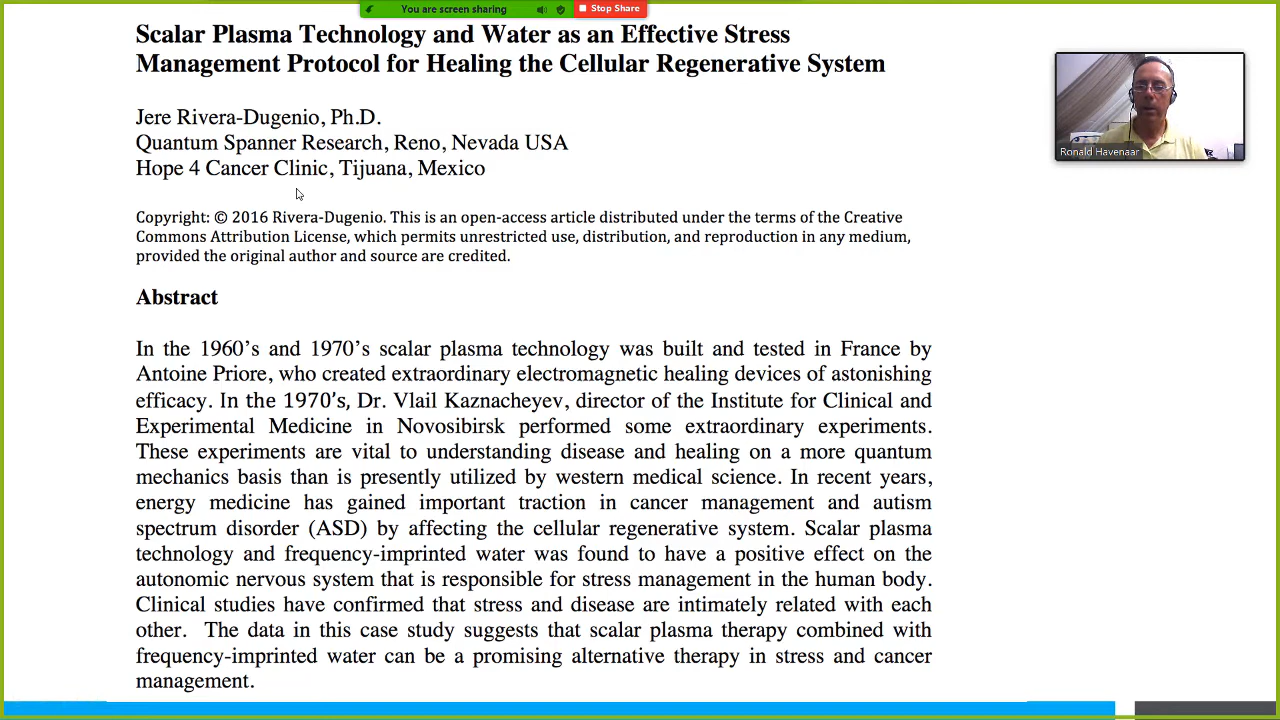 You are screen sharing
Stop Share
Scalar Plasma Technology and Water as an Effective Stress
Management Protocol for Healing the Cellular Regenerative System
Jere Rivera-Dugenio, Ph.D.
Quantum Spanner Research, Reno, Nevada USA
Hope 4 Cancer Clinic, Tijuana, Mexico
Ronald Havenaar
Copyright: © 2016 Rivera-Dugenio. This is an open-access article distributed under the terms of the Creative
Commons Attribution License, which permits unrestricted use, distribution, and reproduction in any medium,
provided the original author and source are credited.
Abstract
In the 1960’s and 1970’s scalar plasma technology was built and tested in France by
Antoine Priore, who created extraordinary electromagnetic healing devices of astonishing
efficacy. In the 1970’s, Dr. Vlail Kaznacheyev, director of the Institute for Clinical and
Experimental Medicine in Novosibirsk performed some extraordinary experiments.
These experiments are vital to understanding disease and healing on a more quantum
mechanics basis than is presently utilized by western medical science. In recent years,
energy medicine has gained important traction in cancer management and autism
spectrum disorder (ASD) by affecting the cellular regenerative system. Scalar plasma
technology and frequency-imprinted water was found to have a positive effect on the
autonomic nervous system that is responsible for stress management in the human body.
Clinical studies have confirmed that stress and disease are intimately related with each
other. The data in this case study suggests that scalar plasma therapy combined with
frequency-imprinted water can be a promising alternative therapy in stress and cancer
management.